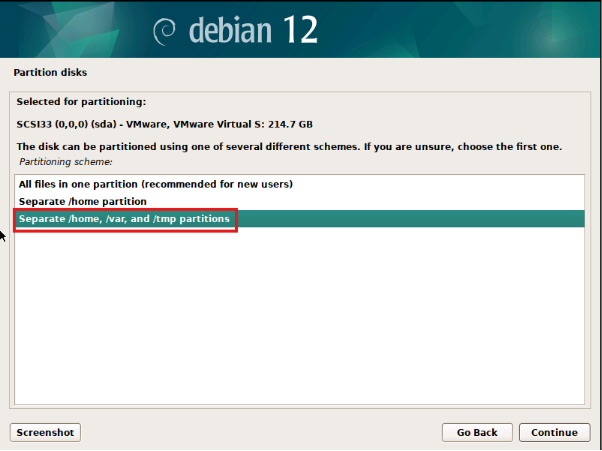 debian 12
Partition disks
Selected for partitioning:
SCSI33 (0,0,0) (sda) - VMware, VMware Virtual S: 214.7 GB
The disk can be partitioned using one of several different schemes. If you are unsure, choose the first one.
Partitioning scheme:
All files in one partition (recommended for new users)
Separate /home partition
Separate /home, /var, and /tmp partitions
Screenshot
Go Back
Continue